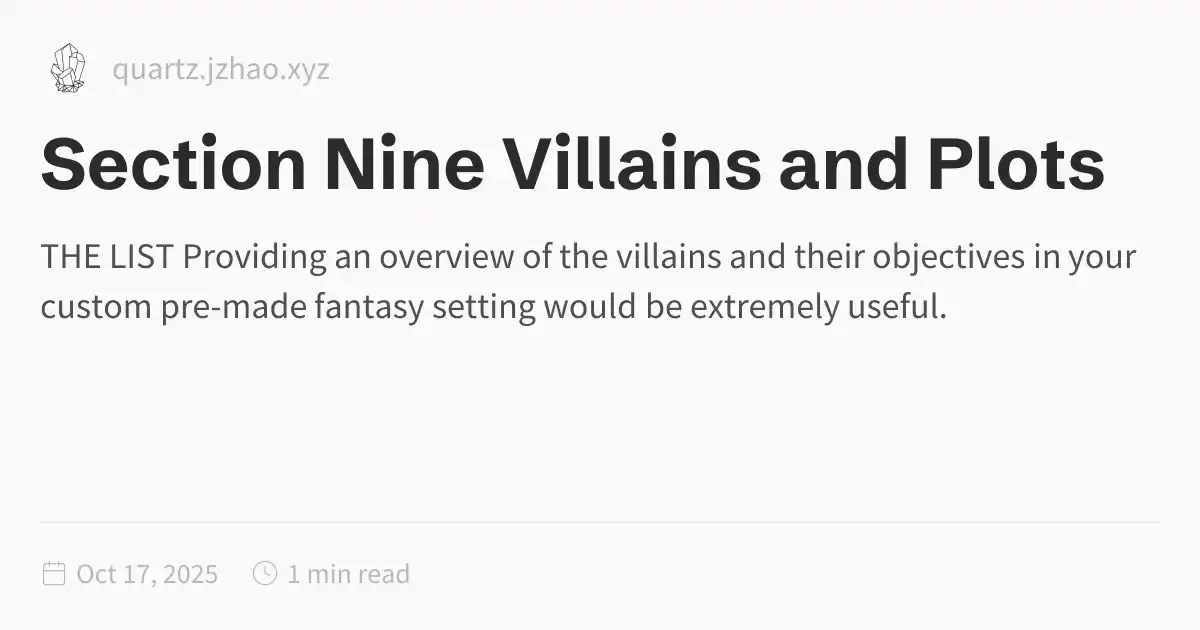 quartz.jzhao.xyz
Section Nine Villains and Plots
THE LIST Providing an overview of the villains and their objectives in your
custom pre-made fantasy setting would be extremely useful.
Oct 17, 2025 1 min read